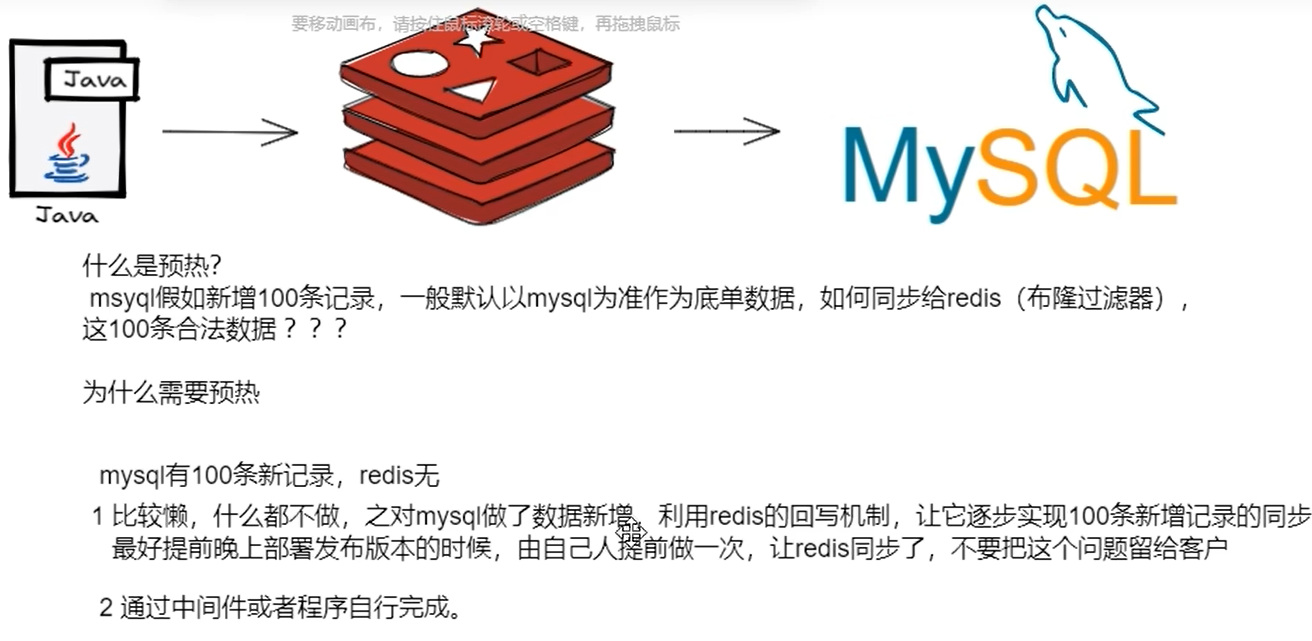 要移动画布，请按住鼠标滚轮或空格键，再拖拽鼠标
Java
Java
MySQL
什么是预热？
msyql假如新增100条记录，一般默认以mysql为准作为底单数据，如何同步给redis（布隆过滤器），
这100条合法数据？？？
为什么需要预热
mysql有100条新记录，redis无
1 比较懒，什么都不做，之对mysql做了数据新增，利用redis的回写机制，让它逐步实现100条新增记录的同步
最好提前晚上部署发布版本的时候，由自己人提前做一次，让redis同步了，不要把这个问题留给客户
2 通过中间件或者程序自行完成。